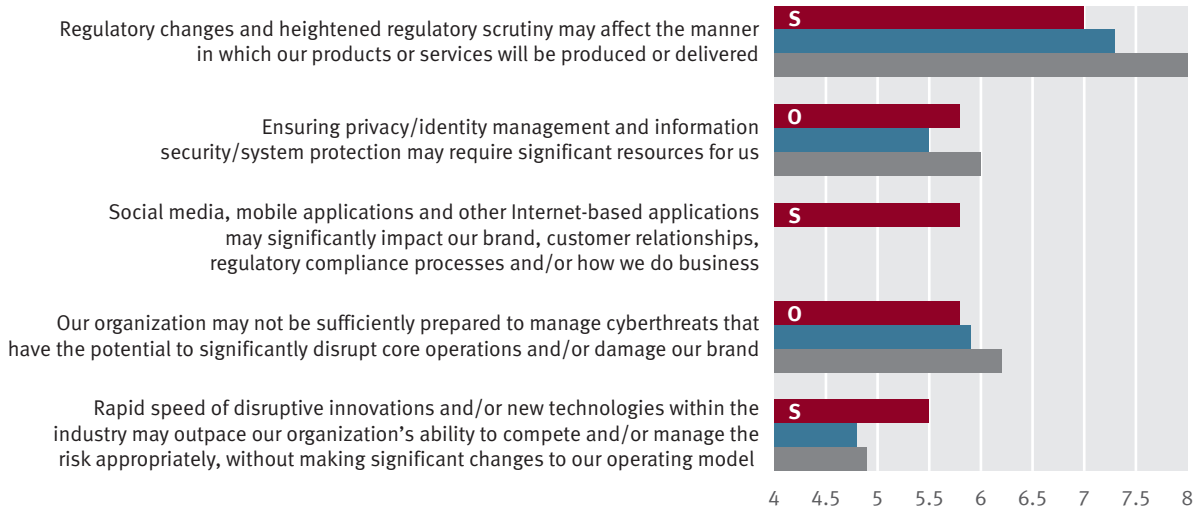 Regulatory changes and heightened regulatory scrutiny may affect the manner
in which our products or services will be produced or delivered
S
Ensuring privacy/identity management and information
security/system protection may require significant resources for us
O
Social media, mobile applications and other Internet-based applications
may significantly impact our brand, customer relationships,
regulatory compliance processes and/or how we do business
S
Our organization may not be sufficiently prepared to manage cyberthreats that
have the potential to significantly disrupt core operations and/or damage our brand
O
Rapid speed of disruptive innovations and/or new technologies within the
industry may outpace our organization’s ability to compete and/or manage the
risk appropriately, without making significant changes to our operating model
S
4 4.5 5 5.5 6 6.5 7 7.5 8